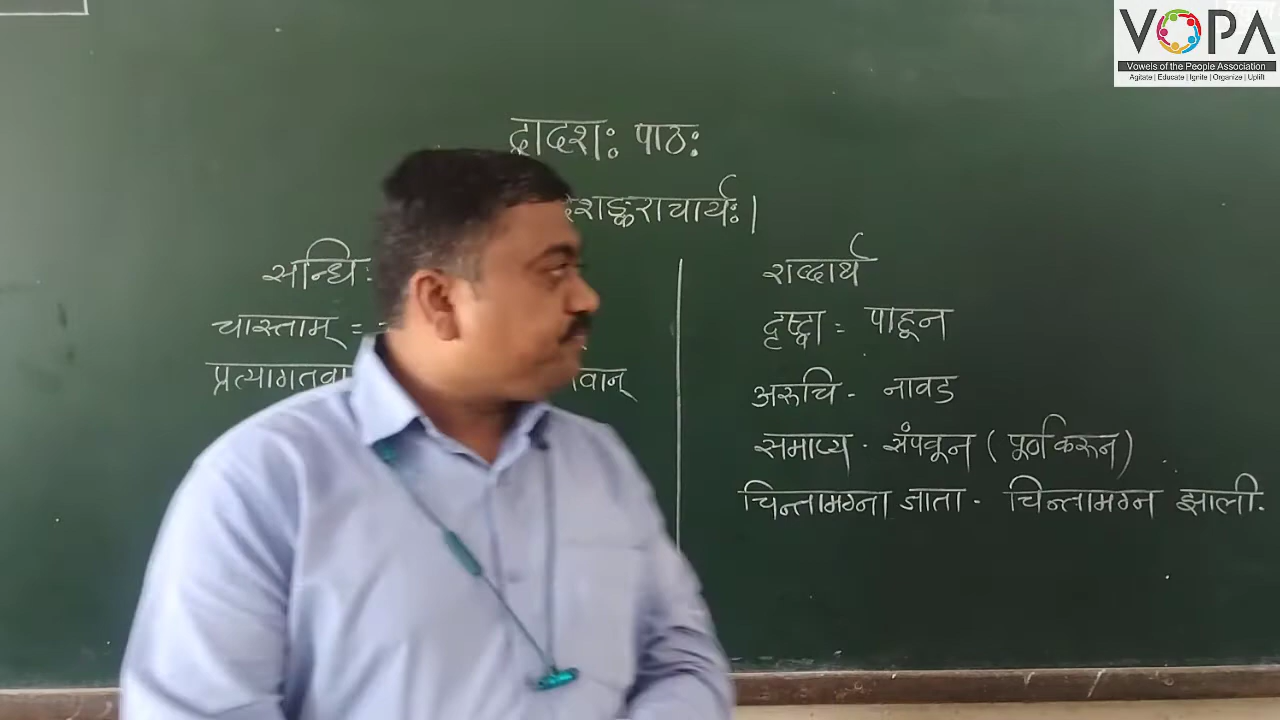 VOPA
Vowels of the People Association
Agitate | Educate | Ignite | Organize | Uplift
द्वादशः पाठः
शङ्कराचार्यः।
सन्धिः
चास्ताम् =
प्रत्यागतवा वान्
शब्दार्थ
दृष्ट्वा = पाहून
अरुचि - नावड
समाप्य - संपवून (पूर्ण करून)
चिन्तामग्ना जाता - चिन्तामग्न झाली.